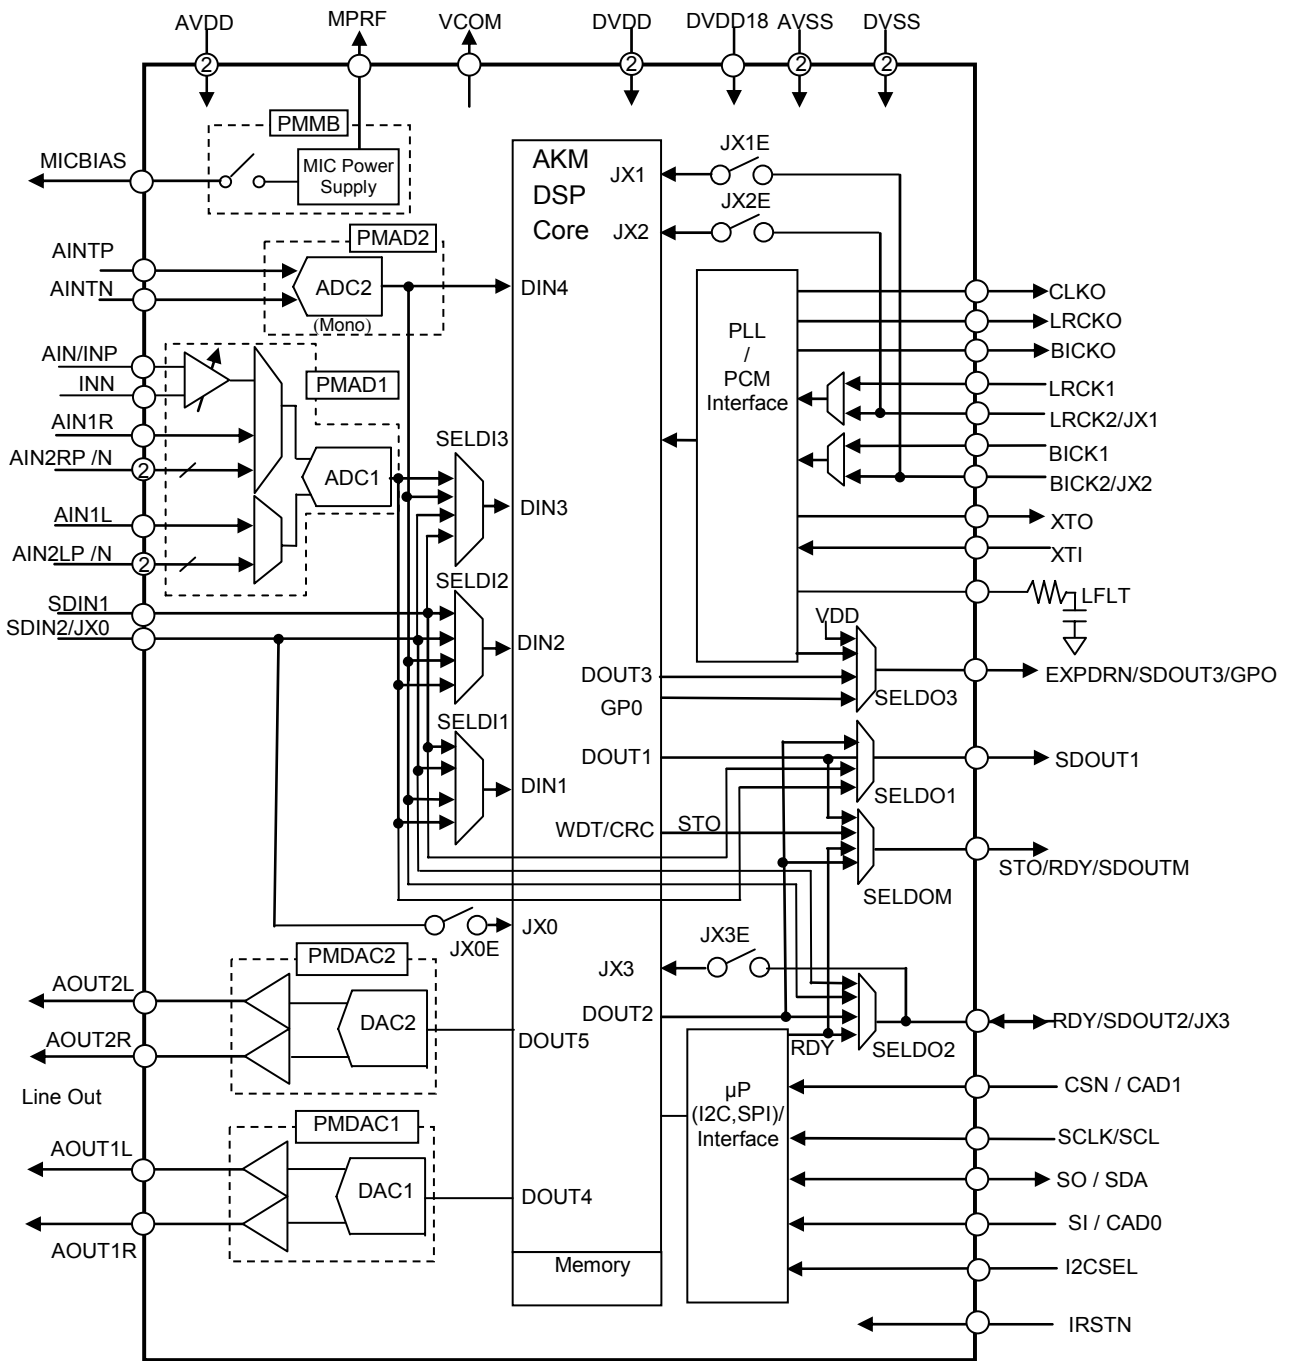 AVDD
MPRF
VCOM
DVDD
DVDD18
AVSS
DVSS
2
2
2
2
PMMB
MIC Power
Supply
MICBIAS
AKM
DSP
Core
JX1
JX1E
JX2
JX2E
PMAD2
AINTP
AINTN
ADC2
(Mono)
DIN4
CLKO
LRCKO
BICKO
PLL
/
PCM
Interface
AIN/INP
INN
PMAD1
LRCK1
LRCK2/JX1
AIN1R
AIN2RP /N
2
ADC1
SELDI3
DIN3
BICK1
BICK2/JX2
AIN1L
AIN2LP /N
2
XTO
XTI
SELDI2
LFLT
SDIN1
SDIN2/JX0
VDD
DIN2
DOUT3
GP0
SELDO3
EXPDRN/SDOUT3/GPO
SELDI1
DOUT1
SDOUT1
DIN1
SELDO1
WDT/CRC
STO
STO/RDY/SDOUTM
SELDOM
JX0
JX0E
JX3E
JX3
PMDAC2
AOUT2L
AOUT2R
DAC2
DOUT2
DOUT5
RDY
SELDO2
RDY/SDOUT2/JX3
Line Out
µP
(I2C,SPI)/
Interface
CSN / CAD1
SCLK/SCL
SO / SDA
SI / CAD0
I2CSEL
PMDAC1
AOUT1L
DAC1
DOUT4
AOUT1R
Memory
IRSTN